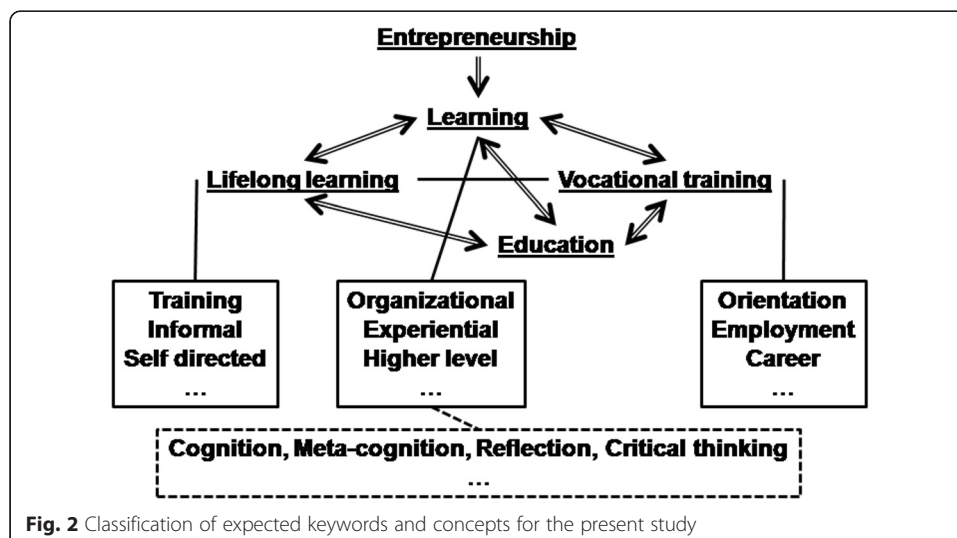 Entrepreneurship
Learning
Lifelong learning
Vocational training
Education
Training
Informal
Self directed
...
Organizational
Experiential
Higher level
...
Orientation
Employment
Career
...
Cognition, Meta-cognition, Reflection, Critical thinking
...
Fig. 2 Classification of expected keywords and concepts for the present study